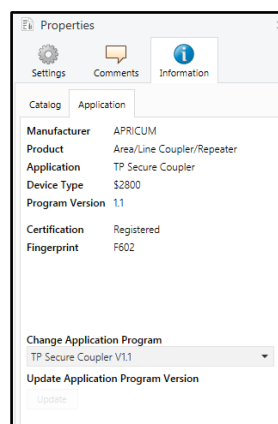 Properties
Settings Comments Information
Catalog Application
Manufacturer APRICUM
Product Area/Line Coupler/Repeater
Application TP Secure Coupler
Device Type $2800
Program Version 1.1
Certification Registered
Fingerprint F602
Change Application Program
TP Secure Coupler V1.1
Update Application Program Version
Update